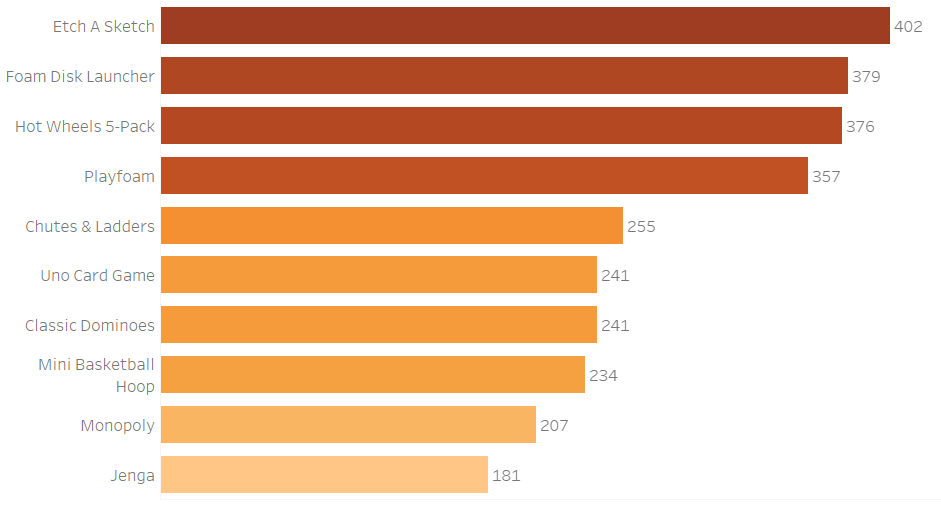 Etch A Sketch 402
Foam Disk Launcher 379
Hot Wheels 5-Pack 376
Playfoam 357
Chutes & Ladders 255
Uno Card Game 241
Classic Dominoes 241
Mini Basketball
Hoop 234
Monopoly 207
Jenga 181